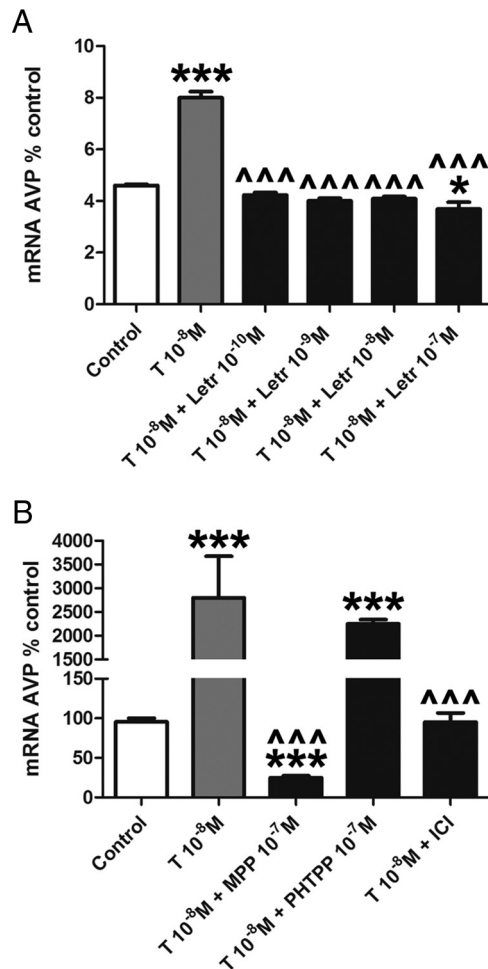 A
mRNA AVP % control
10
8
6
4
2
0
***
^^^
^^^
^^^
^^^
*
Control
T 10⁻⁸M
T 10⁻⁸M + Letr 10⁻¹⁰M
T 10⁻⁸M + Letr 10⁻⁹M
T 10⁻⁸M + Letr 10⁻⁸M
T 10⁻⁸M + Letr 10⁻⁷M
B
mRNA AVP % control
4000
3500
3000
2500
2000
1500
150
100
50
0
***
^^^
***
***
^^^
Control
T 10⁻⁸M
T 10⁻⁸M + MPP 10⁻⁷M
T 10⁻⁸M + PHTPP 10⁻⁷M
T 10⁻⁸M + ICI